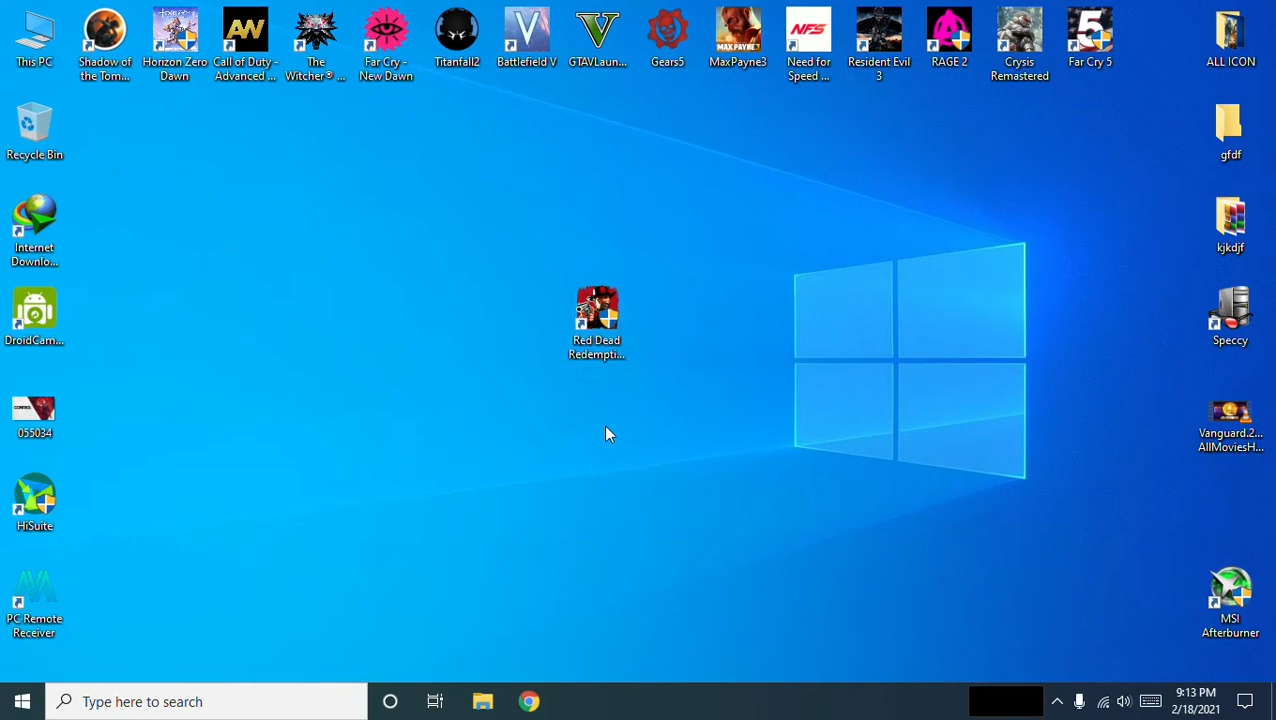 This PC
Shadow of
the Tom...
Horizon Zero
Dawn
Call of Duty -
Advanced ...
The
Witcher® ...
Far Cry -
New Dawn
Titanfall2
Battlefield V
GTAVLaun...
Gears5
MaxPayne3
Need for
Speed ...
Resident Evil
3
RAGE 2
Crysis
Remastered
Far Cry 5
ALL ICON
Recycle Bin
gfdf
Internet
Downlo...
kjkdjf
DroidCam...
Red Dead
Redempti...
Speccy
055034
Vanguard.2...
AllMoviesH...
HiSuite
PC Remote
Receiver
MSI
Afterburner
Type here to search
9:13 PM
2/18/2021